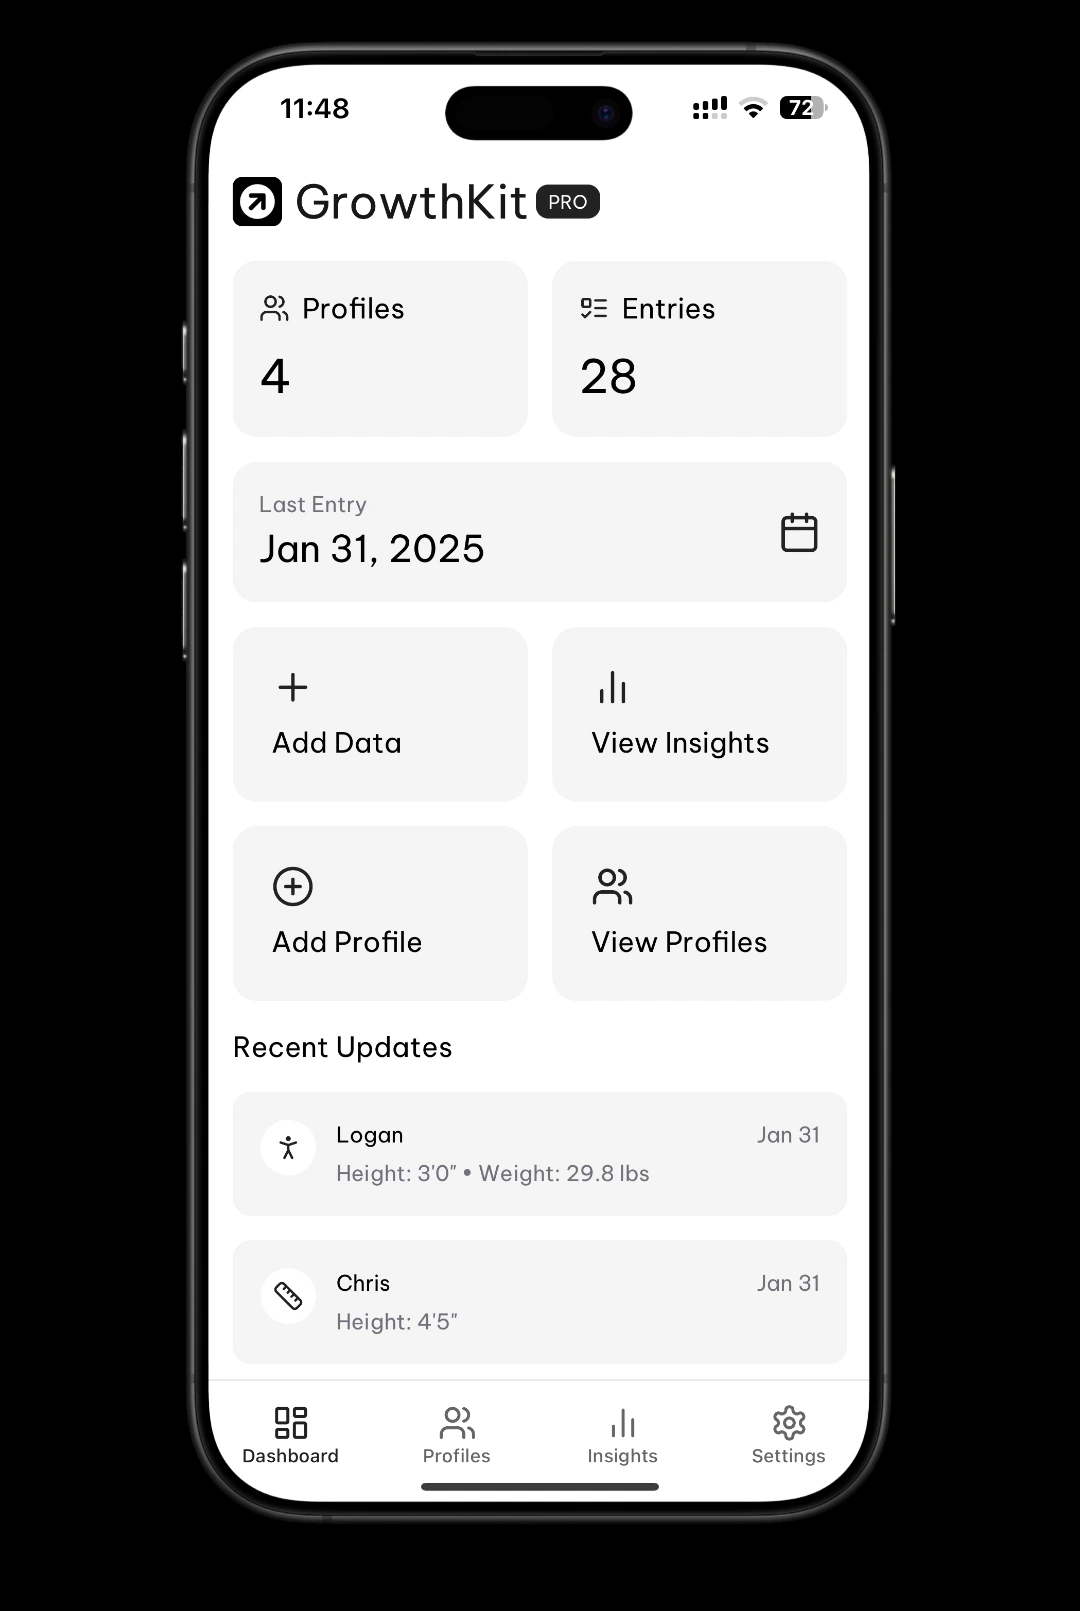 11:48
72
GrowthKit PRO
Profiles
4
Entries
28
Last Entry
Jan 31, 2025
Add Data
View Insights
Add Profile
View Profiles
Recent Updates
Logan
Jan 31
Height: 3'0" • Weight: 29.8 lbs
Chris
Jan 31
Height: 4'5"
Dashboard
Profiles
Insights
Settings